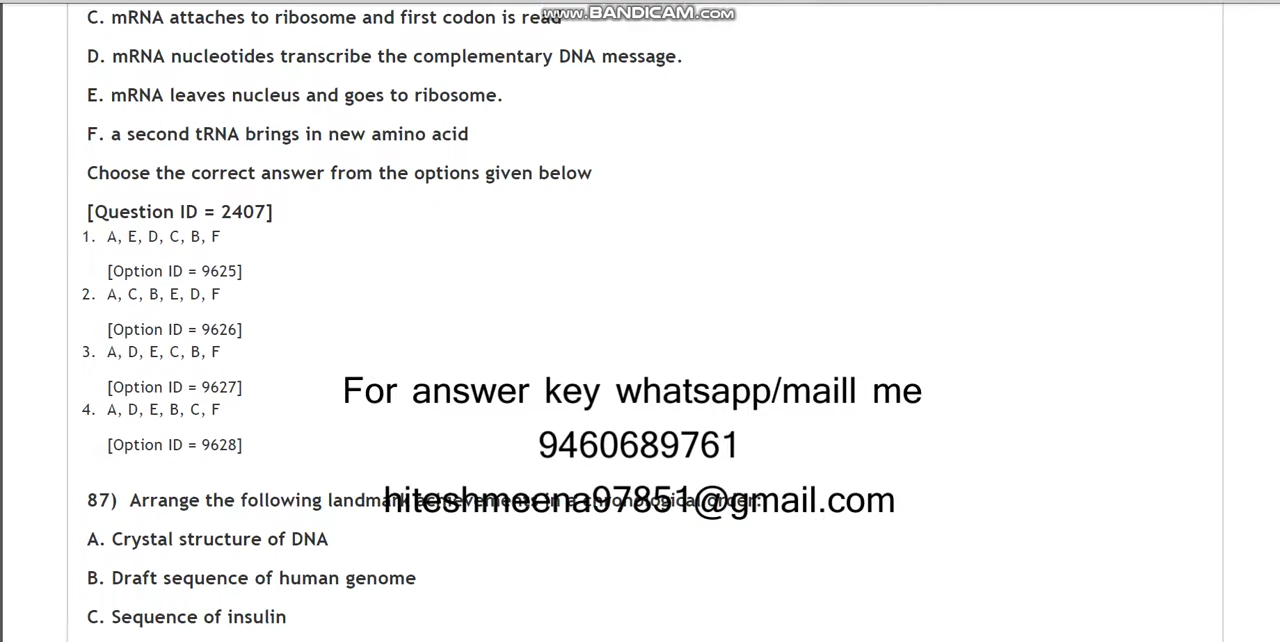 www.BANDICAM.com
C. mRNA attaches to ribosome and first codon is read
D. mRNA nucleotides transcribe the complementary DNA message.
E. mRNA leaves nucleus and goes to ribosome.
F. a second tRNA brings in new amino acid
Choose the correct answer from the options given below
[Question ID = 2407]
1. A, E, D, C, B, F
[Option ID = 9625]
2. A, C, B, E, D, F
[Option ID = 9626]
3. A, D, E, C, B, F
[Option ID = 9627]
4. A, D, E, B, C, F
[Option ID = 9628]
For answer key whatsapp/maill me
9460689761
hiteshmeena97851@gmail.com
87) Arrange the following landmark achievements in a chronological order:
A. Crystal structure of DNA
B. Draft sequence of human genome
C. Sequence of insulin